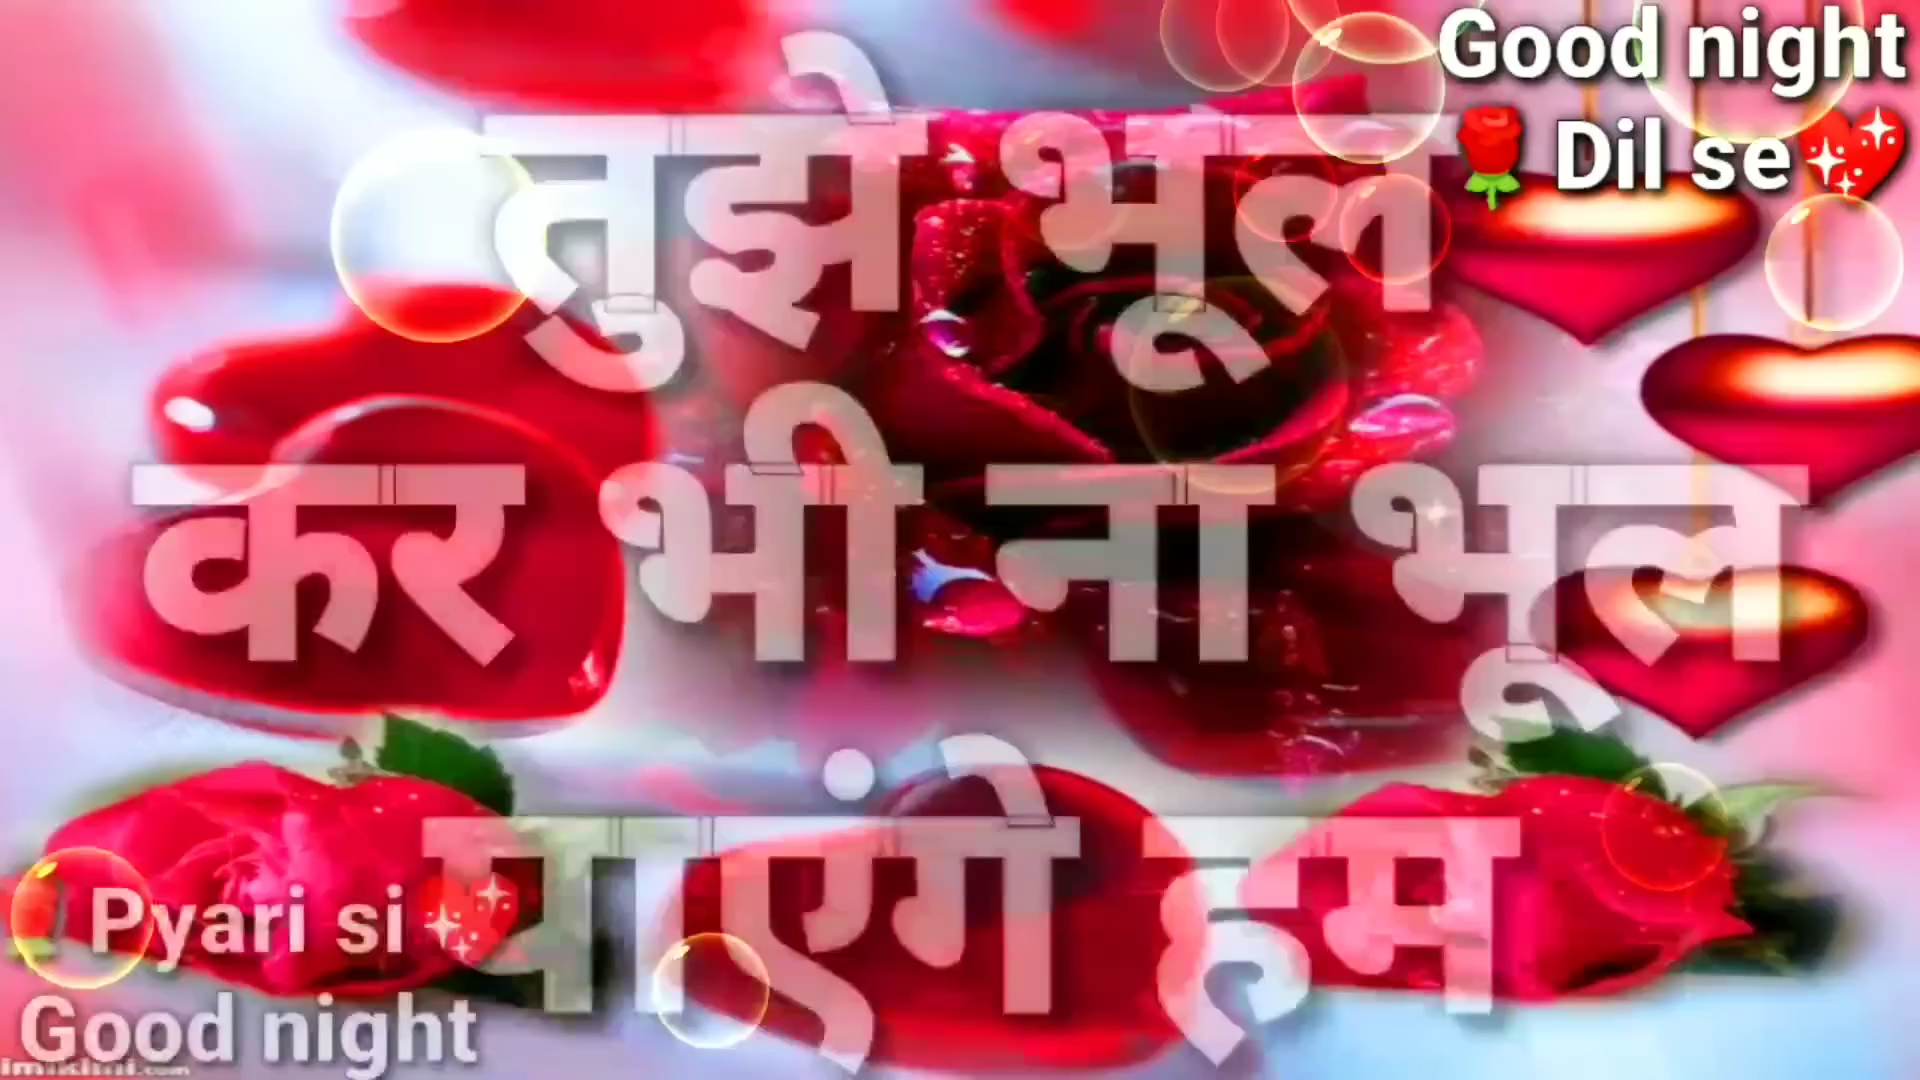 Good night
🌹 Dil se 💖
तुझे भूल
कर भी ना भूल
पाएंगे हम
Pyari si 💖
Good night